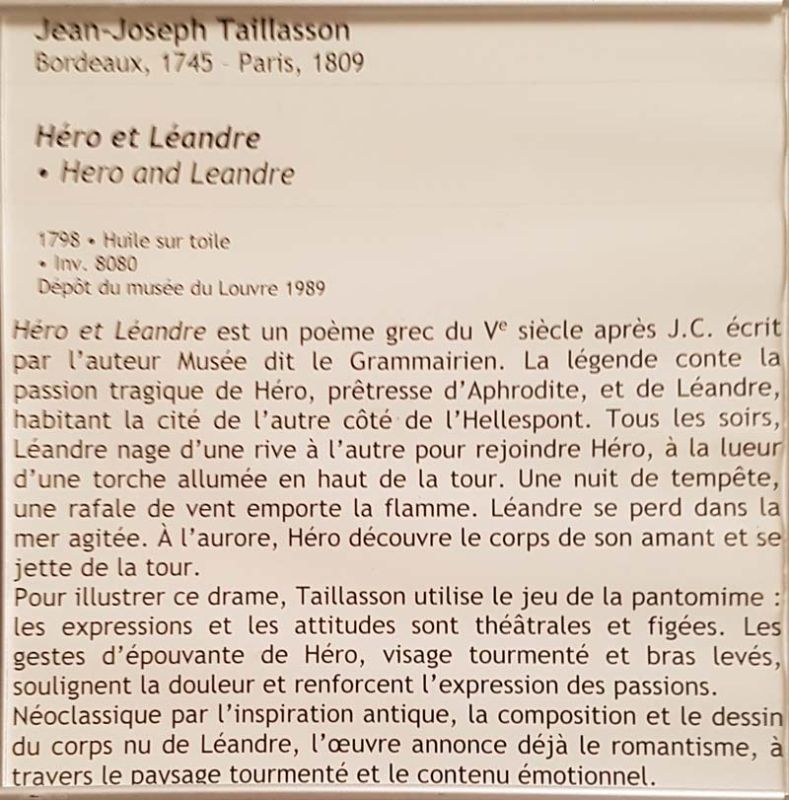 Jean-Joseph Taillasson
Bordeaux, 1745 - Paris, 1809
Héro et Léandre
• Hero and Leandre
1798 • Huile sur toile
• Inv. 8080
Dépôt du musée du Louvre 1989
Héro et Léandre est un poème grec du Ve siècle après J.C. écrit
par l'auteur Musée dit le Grammairien. La légende conte la
passion tragique de Héro, prêtresse d'Aphrodite, et de Léandre,
habitant la cité de l'autre côté de l'Hellespont. Tous les soirs,
Léandre nage d'une rive à l'autre pour rejoindre Héro, à la lueur
d'une torche allumée en haut de la tour. Une nuit de tempête,
une rafale de vent emporte la flamme. Léandre se perd dans la
mer agitée. À l'aurore, Héro découvre le corps de son amant et se
jette de la tour.
Pour illustrer ce drame, Taillasson utilise le jeu de la pantomime :
les expressions et les attitudes sont théâtrales et figées. Les
gestes d'épouvante de Héro, visage tourmenté et bras levés,
soulignent la douleur et renforcent l'expression des passions.
Néoclassique par l'inspiration antique, la composition et le dessin
du corps nu de Léandre, l'œuvre annonce déjà le romantisme, à
travers le paysage tourmenté et le contenu émotionnel.